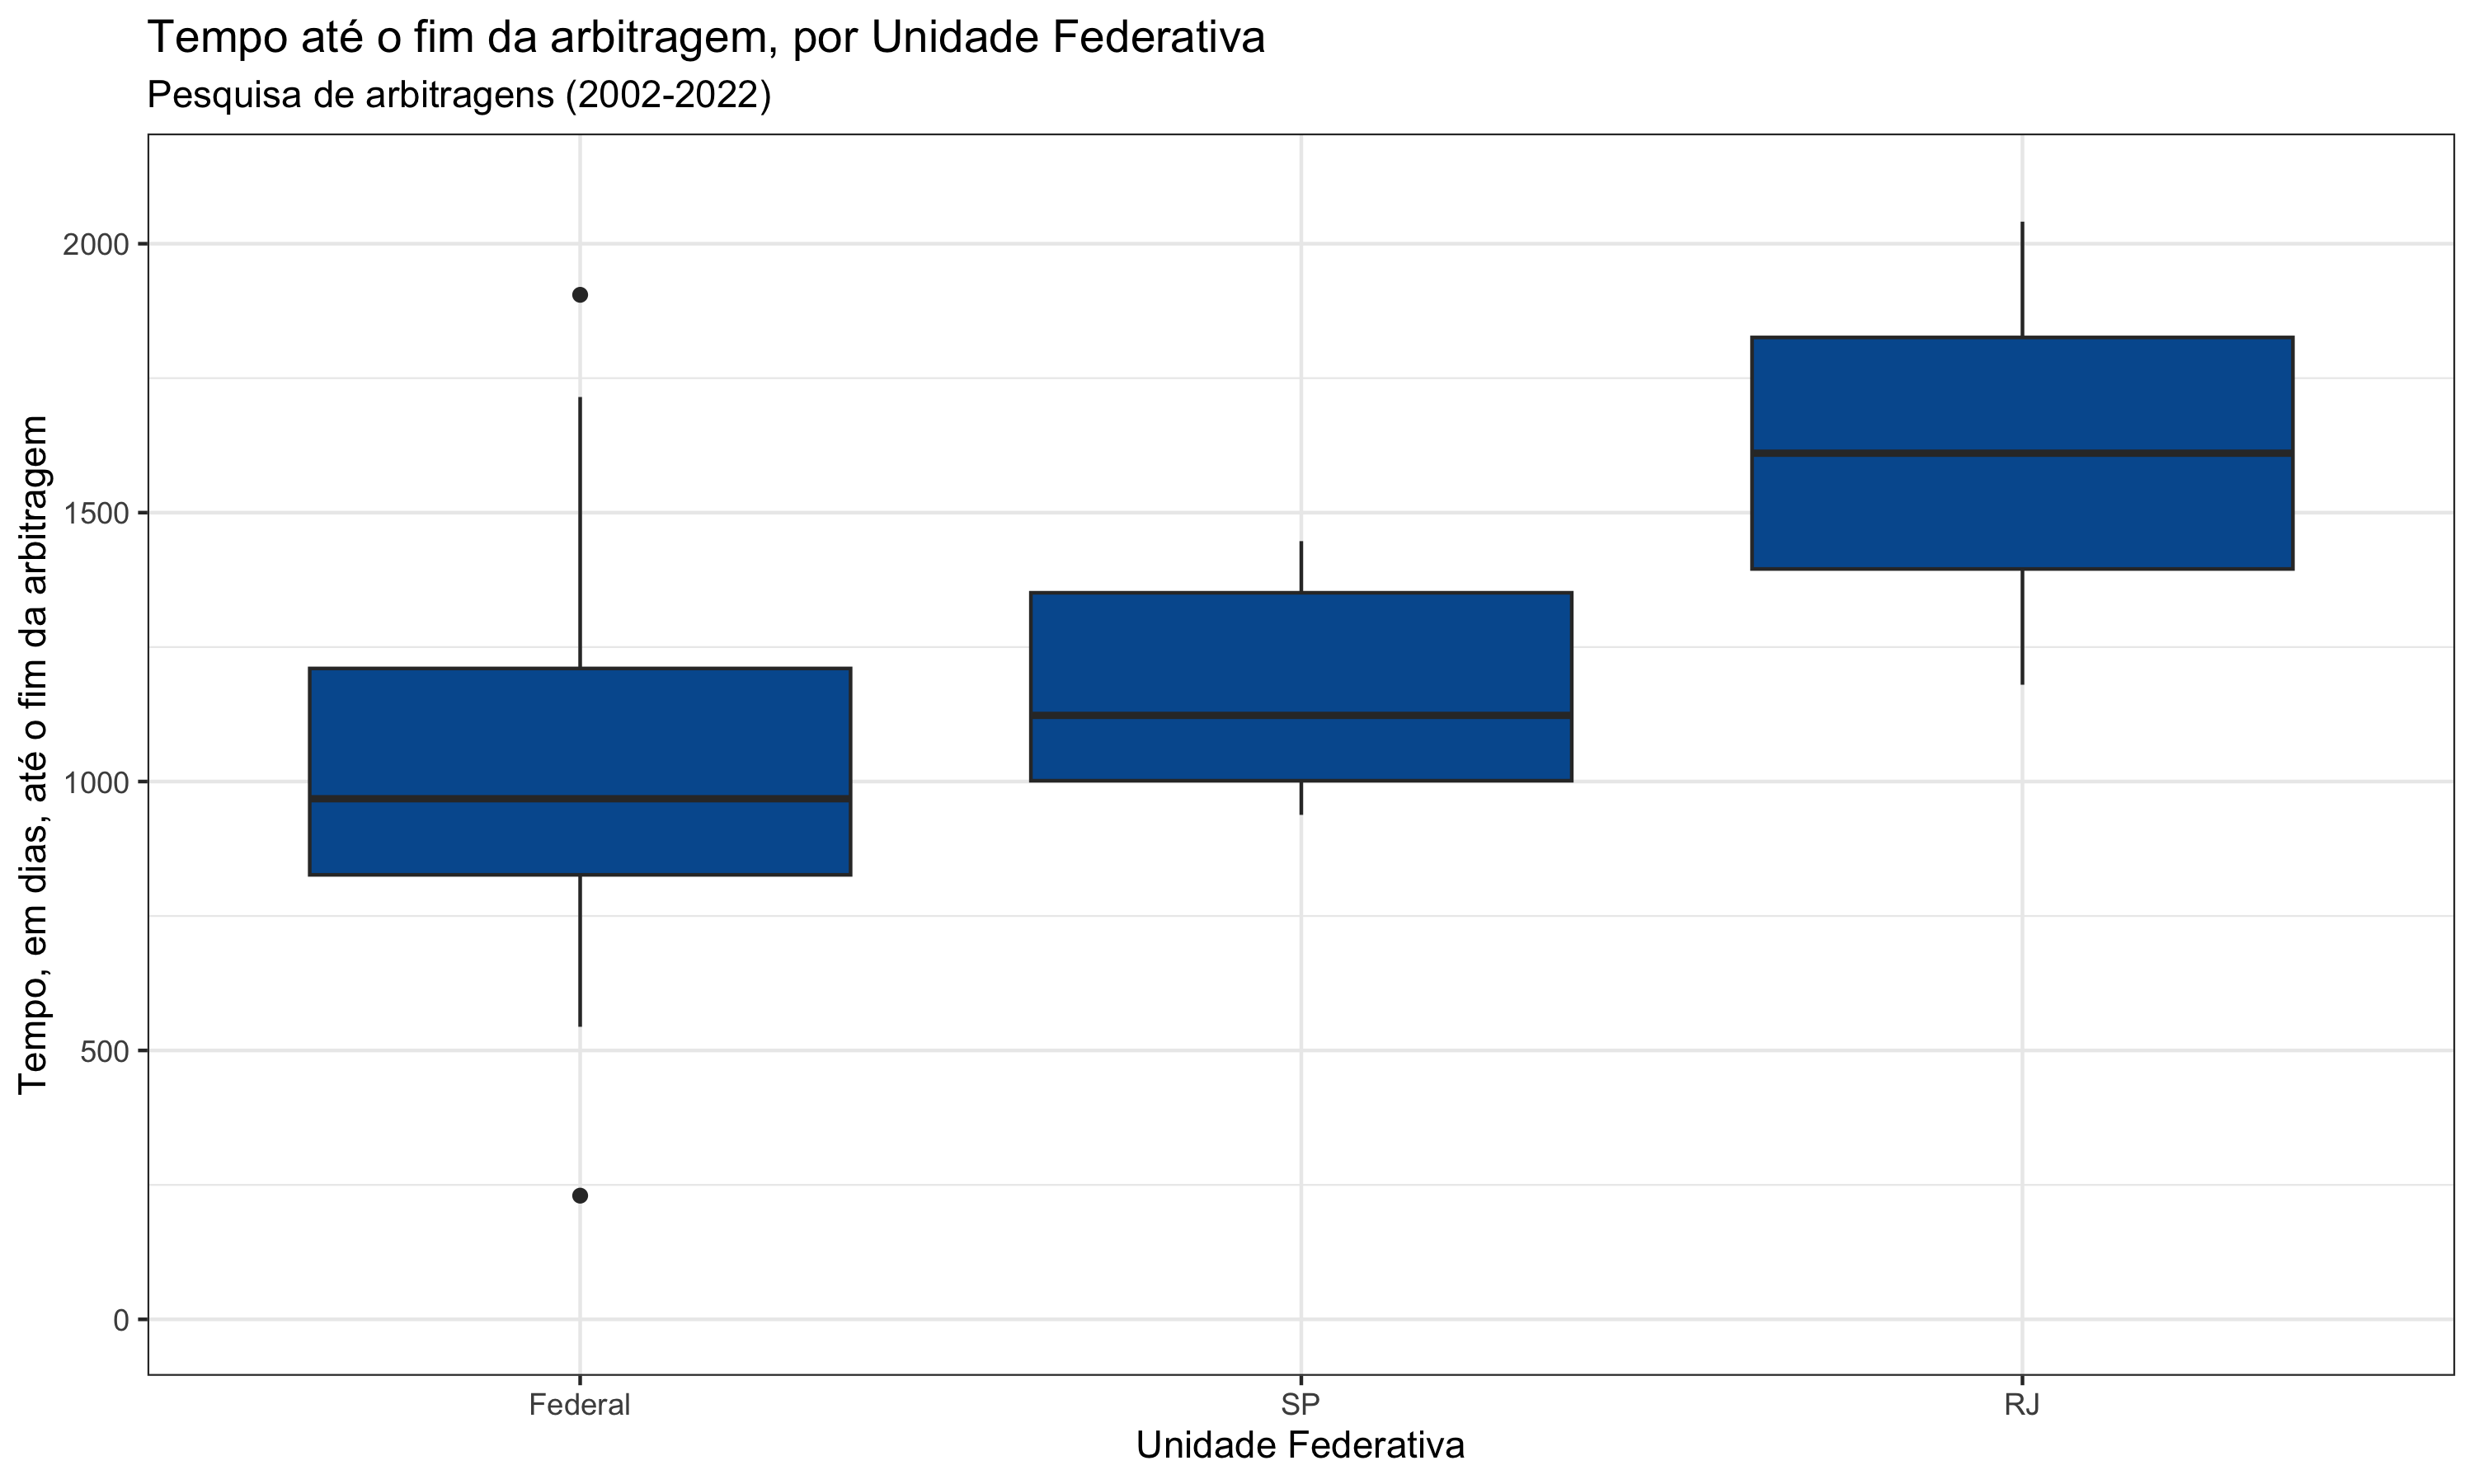 Tempo até o fim da arbitragem, por Unidade Federativa
Pesquisa de arbitragens (2002-2022)
Tempo, em dias, até o fim da arbitragem
2000
1500
1000
500
0
Federal
SP
RJ
Unidade Federativa